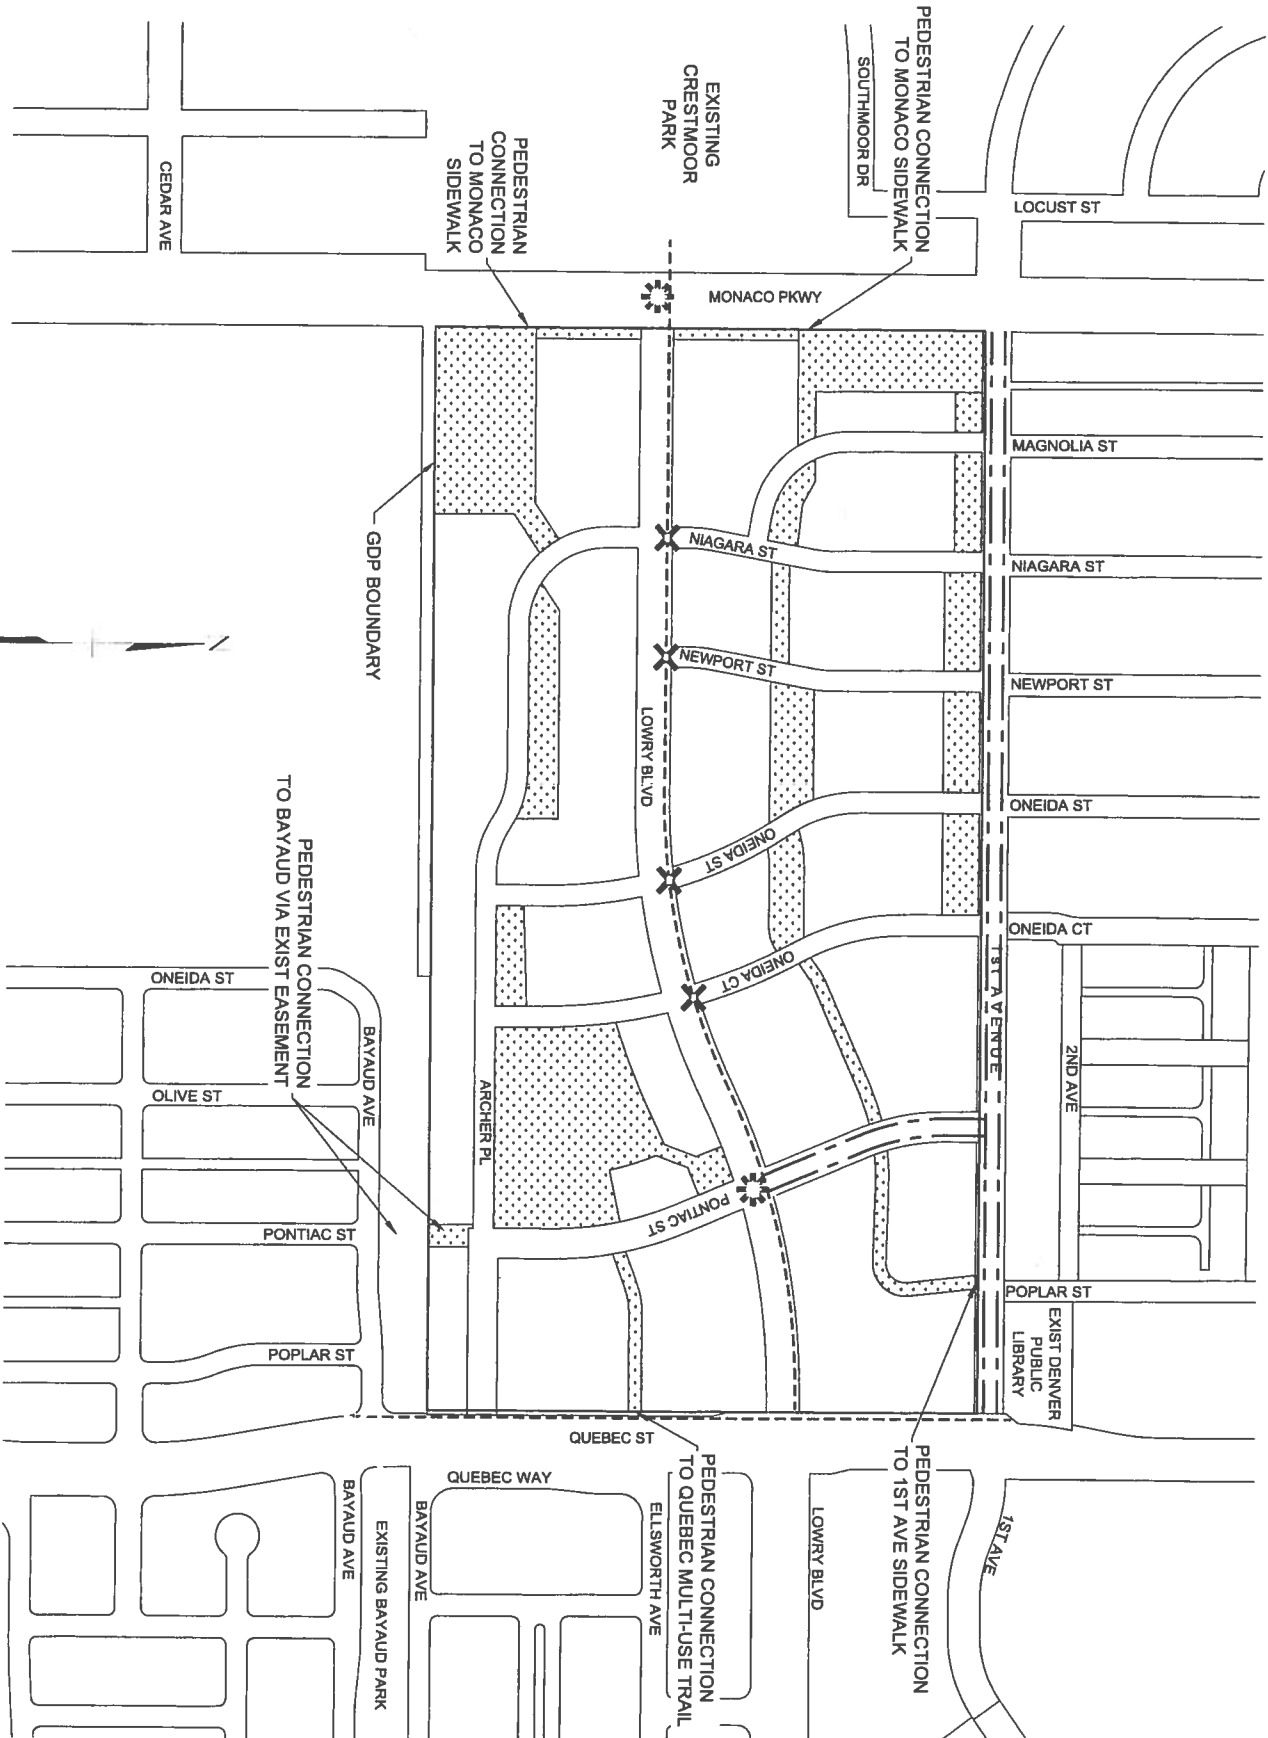 PEDESTRIAN CONNECTION
TO MONACO SIDEWALK
SOUTHMOOR DR
EXISTING
CRESTMOOR
PARK
PEDESTRIAN
CONNECTION
TO MONACO
SIDEWALK
CEDAR AVE
LOCUST ST
MONACO PKWY
MAGNOLIA ST
NIAGARA ST
NIAGARA ST
NEWPORT ST
NEWPORT ST
GDP BOUNDARY
LOWRY BLVD
ONEIDA ST
ONEIDA ST
ONEIDA CT
ONEIDA CT
1st AVENUE
2ND AVE
PEDESTRIAN CONNECTION
TO BAYAUD VIA EXIST EASEMENT
ONEIDA ST
BAYAUD AVE
OLIVE ST
ARCHER PL
PONTIAC ST
PONTIAC ST
POPLAR ST
POPLAR ST
EXIST DENVER
PUBLIC
LIBRARY
QUEBEC ST
QUEBEC WAY
PEDESTRIAN CONNECTION
TO 1ST AVE SIDEWALK
PEDESTRIAN CONNECTION
TO QUEBEC MULTI-USE TRAIL
1ST AVE
LOWRY BLVD
ELLSWORTH AVE
BAYAUD AVE
EXISTING BAYAUD PARK
BAYAUD AVE